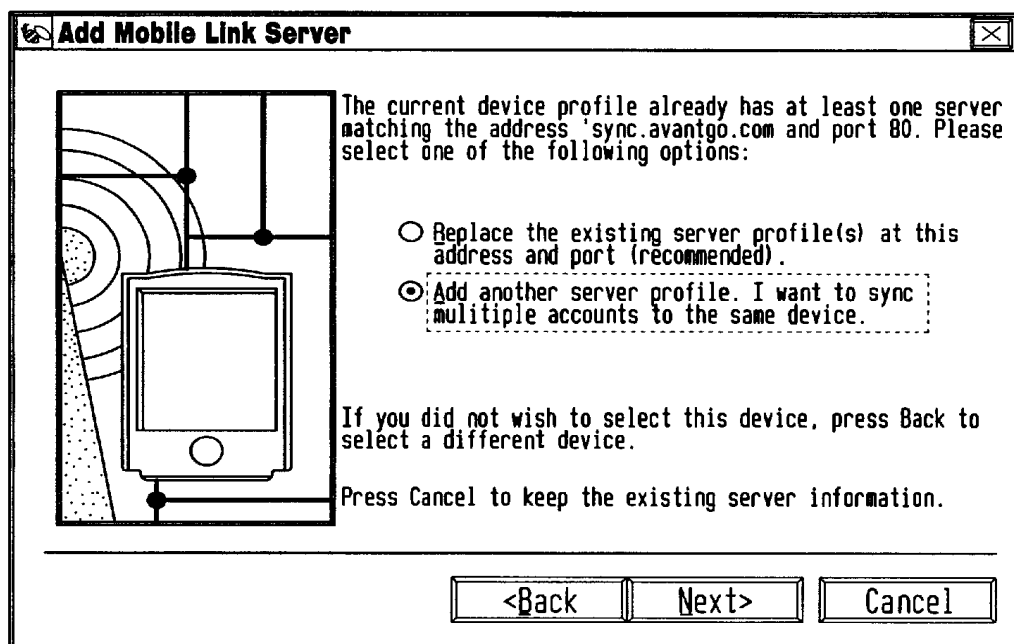 Add Mobile Link Server
The current device profile already has at least one server
matching the address 'sync.avantgo.com and port 80. Please
select one of the following options:
Replace the existing server profile(s) at this
address and port (recommended).
Add another server profile. I want to sync
mulitiple accounts to the same device.
If you did not wish to select this device, press Back to
select a different device.
Press Cancel to keep the existing server information.
<Back Next> Cancel